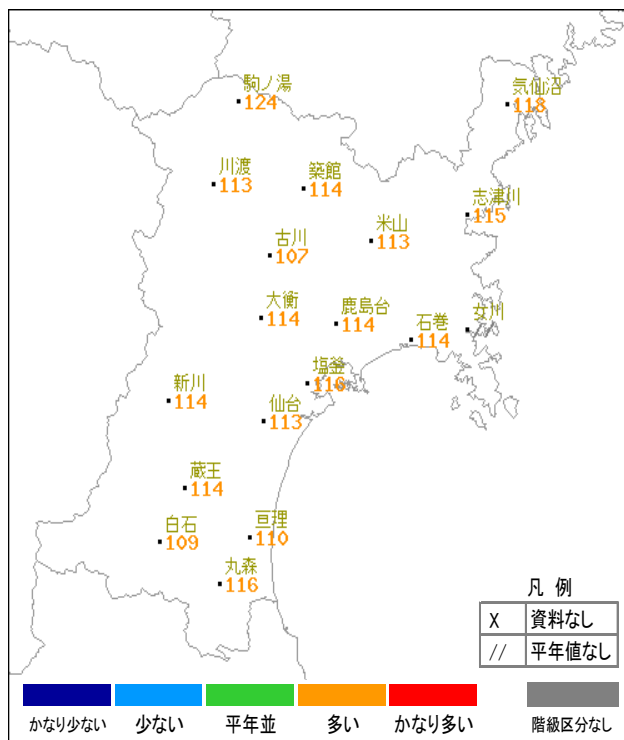 駒ノ湯
124
気仙沼
118
川渡
113
築館
114
志津川
115
米山
113
古川
107
大衡
114
鹿島台
114
石巻
114
女川
塩釜
116
新川
114
仙台
113
蔵王
114
白石
109
亘理
110
丸森
116
凡 例
X 資料なし
// 平年値なし
かなり少ない 少ない 平年並 多い かなり多い 階級区分なし